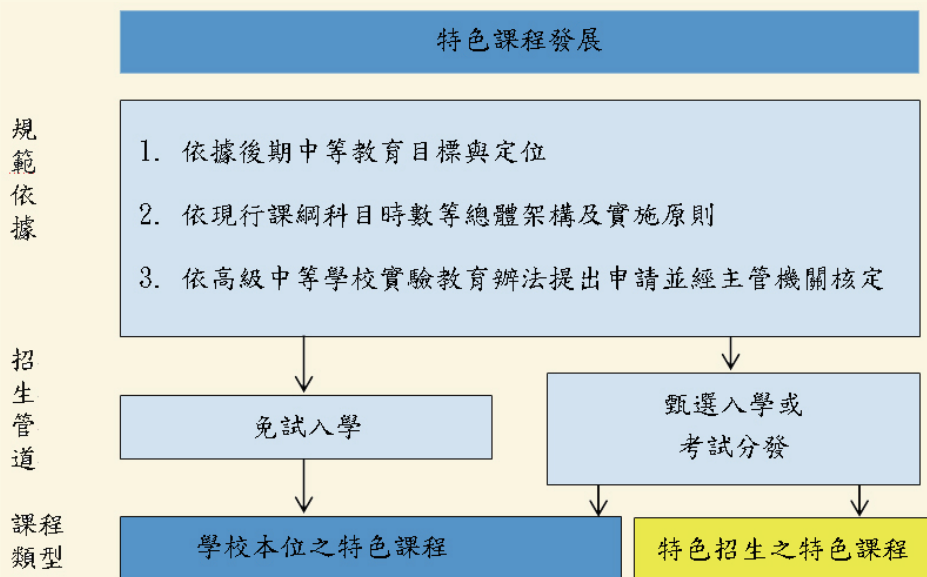 特色課程發展
規範依據
1. 依據後期中等教育目標與定位
2. 依現行課綱科目時數等總體架構及實施原則
3. 依高級中等學校實驗教育辦法提出申請並經主管機關核定
招生管道
免試入學
甄選入學或
考試分發
課程
類型
學校本位之特色課程
特色招生之特色課程